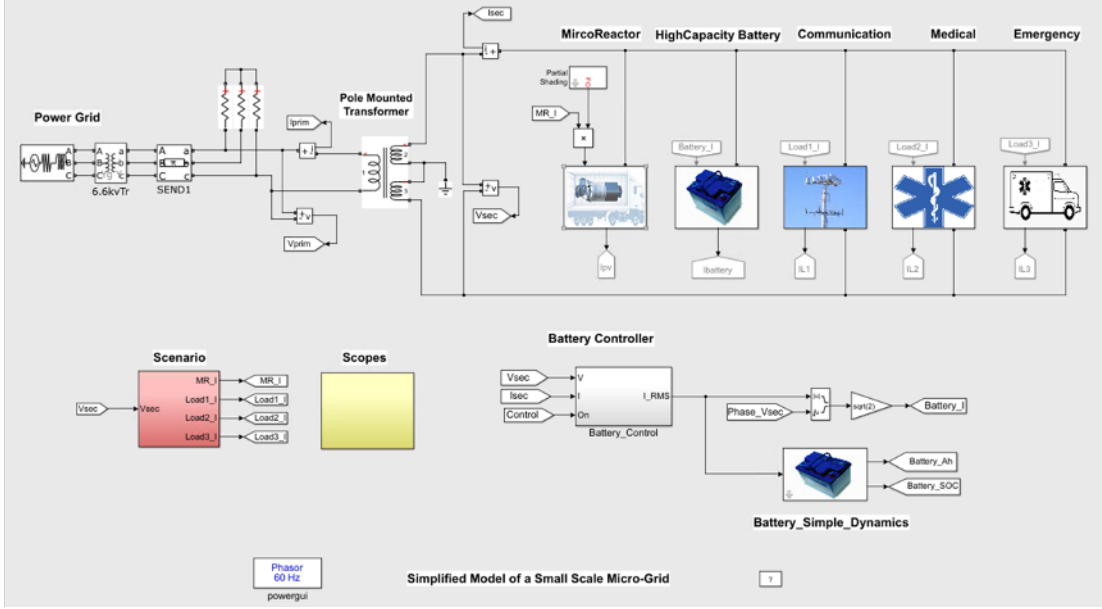 Isec
MircoReactor
HighCapacity Battery
Communication
Medical
Emergency
Partial
Shading
Pole Mounted
Transformer
Power Grid
Iprim
MR_I
Battery_I
Load1_I
Load2_I
Load3_I
A
B
C
A
B
C
a
b
c
A
B
C
a
b
c
1
2
3
6.6kvTr
SEND1
Vprim
Vsec
Ipv
Ibattery
IL1
IL2
IL3
Battery Controller
Scenario
Scopes
Vsec
Vsec
MR_I
Load1_I
Load2_I
Load3_I
MR_I
Load1_I
Load2_I
Load3_I
Vsec
Isec
Control
V
I
On
I_RMS
Battery_Control
Phase_Vsec
|u|
sqrt(2)
Battery_I
Battery_Ah
Battery_SOC
Battery_Simple_Dynamics
Phasor
60 Hz
powergui
Simplified Model of a Small Scale Micro-Grid
?